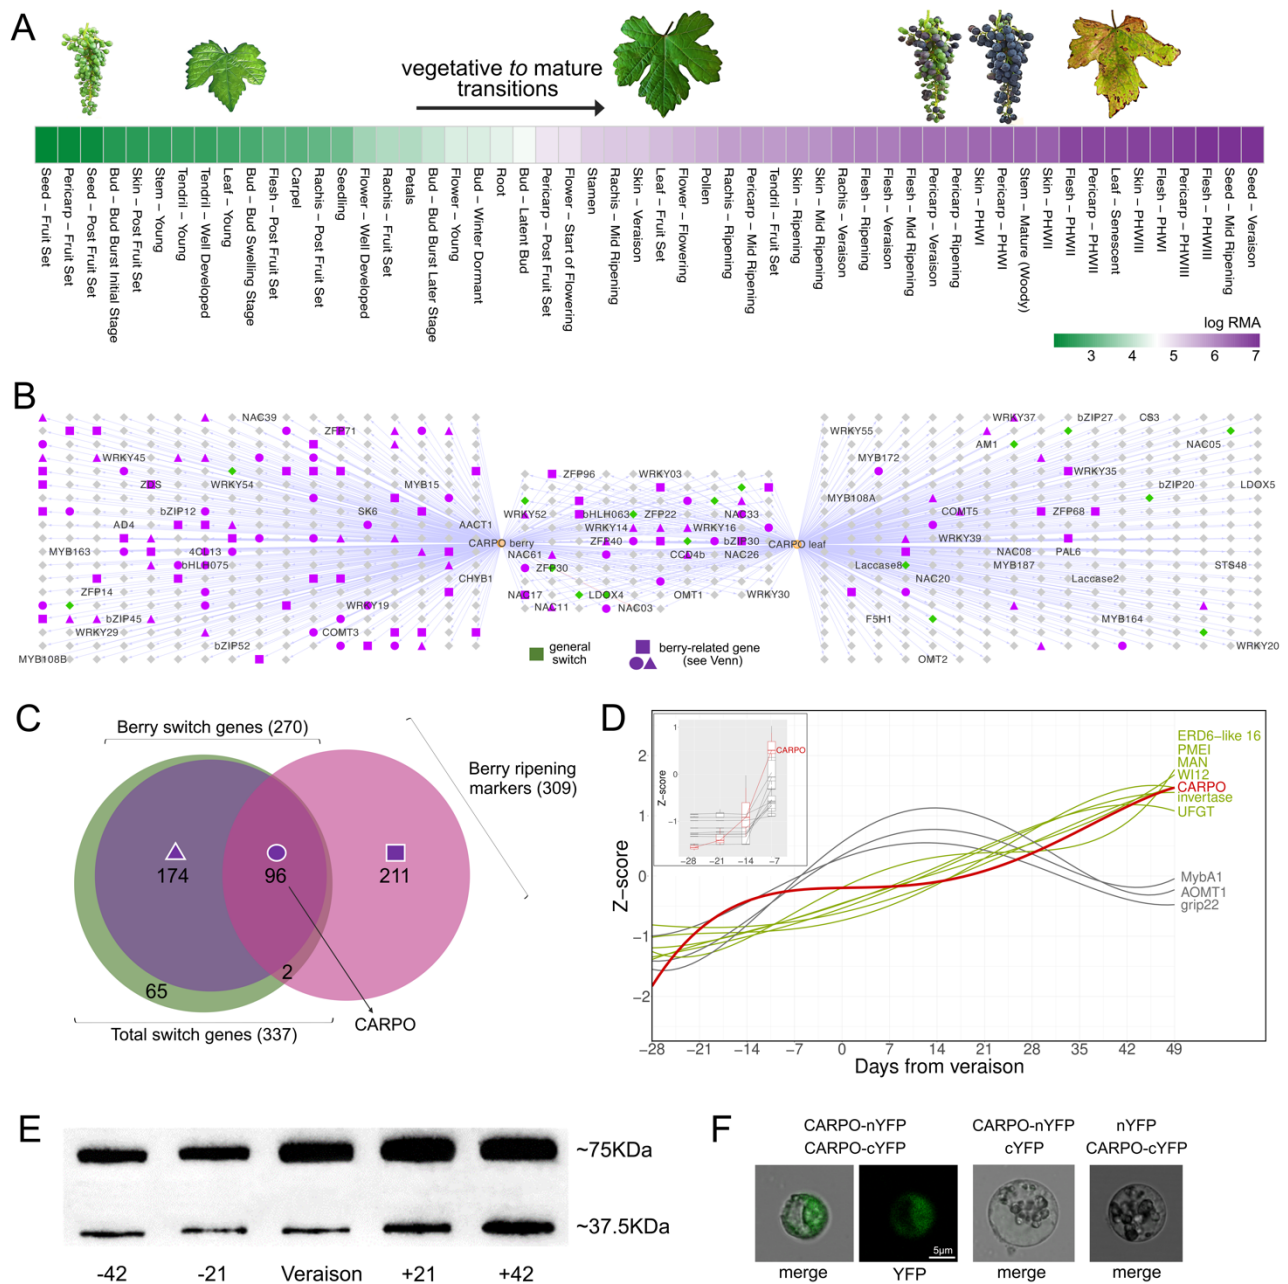 A
vegetative to mature
transitions
Seed – Fruit Set
Pericarp – Fruit Set
Seed – Post Fruit Set
Bud – Bud Burst Initial Stage
Skin – Post Fruit Set
Stem – Young
Tendril – Young
Tendril – Well Developed
Leaf – Young
Bud – Bud Swelling Stage
Flesh – Post Fruit Set
Carpel
Rachis – Post Fruit Set
Seedling
Flower – Well Developed
Rachis – Fruit Set
Petals
Bud – Bud Burst Later Stage
Flower – Young
Bud – Winter Dormant
Root
Bud – Latent Bud
Pericarp – Post Fruit Set
Flower – Start of Flowering
Stamen
Rachis – Mid Ripening
Skin – Veraison
Leaf – Fruit Set
Flower – Flowering
Pollen
Rachis – Ripening
Pericarp – Mid Ripening
Tendril – Fruit Set
Skin – Ripening
Skin – Mid Ripening
Rachis – Veraison
Flesh – Ripening
Flesh – Veraison
Flesh – Mid Ripening
Pericarp – Veraison
Pericarp – Ripening
Skin – PHWI
Pericarp – PHWI
Stem – Mature (Woody)
Skin – PHWII
Flesh – PHWII
Pericarp – PHWII
Leaf – Senescent
Skin – PHWIII
Flesh – PHWI
Pericarp – PHWIII
Flesh – PHWIII
Seed – Mid Ripening
Seed – Veraison
log RMA
3 4 5 6 7
B
NAC39
ZFP71
WRKY45
ZDS
WRKY54
MYB15
bZIP12
SK6
AD4
AACT1
MYB163
4CL13
bHLH075
CHYB1
ZFP14
WRKY19
bZIP45
WRKY29
COMT3
bZIP52
MYB108B
CARPO berry
ZFP96
WRKY03
WRKY52
bHLH063
ZFP22
NAC33
WRKY14
WRKY16
ZFP40
bZIP30
NAC61
CCD4b
NAC26
ZFP30
NAC17
LDOX4
OMT1
WRKY30
NAC11
NAC03
CARPO leaf
WRKY37
bZIP27
CS3
WRKY55
AM1
NAC05
MYB172
WRKY35
bZIP20
LDOX5
MYB108A
COMT5
ZFP68
WRKY39
NAC08
PAL6
Laccase8
MYB187
STS48
NAC20
Laccase2
F5H1
MYB164
WRKY20
OMT2
general
switch
berry-related gene
(see Venn)
C
Berry switch genes (270)
Berry ripening
markers (309)
174
96
211
2
65
CARPO
Total switch genes (337)
D
1
0
−1
Z−score
CARPO
−28 −21 −14 −7
2
1
0
−1
−2
Z−score
ERD6−like 16
PMEI
MAN
WI12
CARPO
invertase
UFGT
MybA1
AOMT1
grip22
−28 −21 −14 −7 0 7 14 21 28 35 42 49
Days from veraison
E
~75KDa
~37.5KDa
-42 -21 Veraison +21 +42
F
CARPO-nYFP
CARPO-cYFP
CARPO-nYFP
cYFP
nYFP
CARPO-cYFP
5µm
merge YFP merge merge